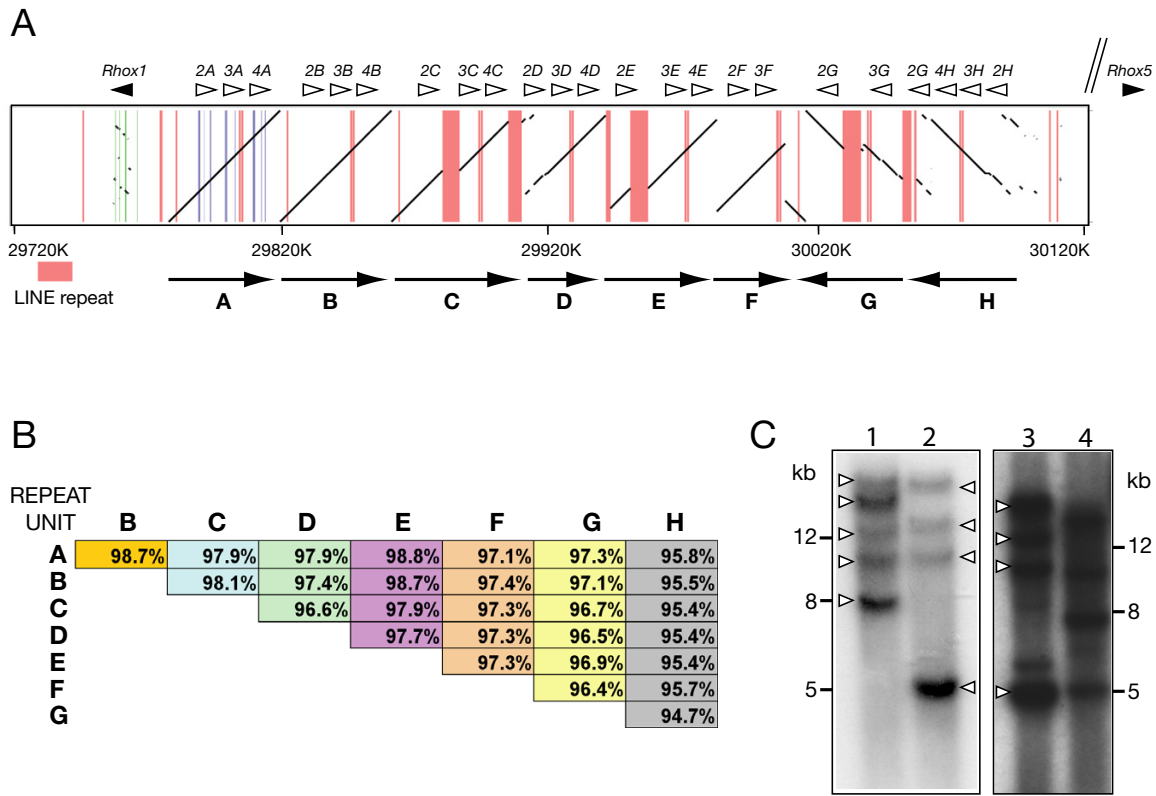 A
Rhox1 2A 3A 4A 2B 3B 4B 2C 3C 4C 2D 3D 4D 2E 3E 4E 2F 3F 2G 3G 2G 4H 3H 2H Rhox5
29720K 29820K 29920K 30020K 30120K
LINE repeat
A B C D E F G H
B
REPEAT
UNIT B C D E F G H
A 98.7% 97.9% 97.9% 98.8% 97.1% 97.3% 95.8%
B 98.1% 97.4% 98.7% 97.4% 97.1% 95.5%
C 96.6% 97.9% 97.3% 96.7% 95.4%
D 97.7% 97.3% 96.5% 95.4%
E 97.3% 96.9% 95.4%
F 96.4% 95.7%
G 94.7%
C
1 2 3 4
kb kb
12 12
8 8
5 5